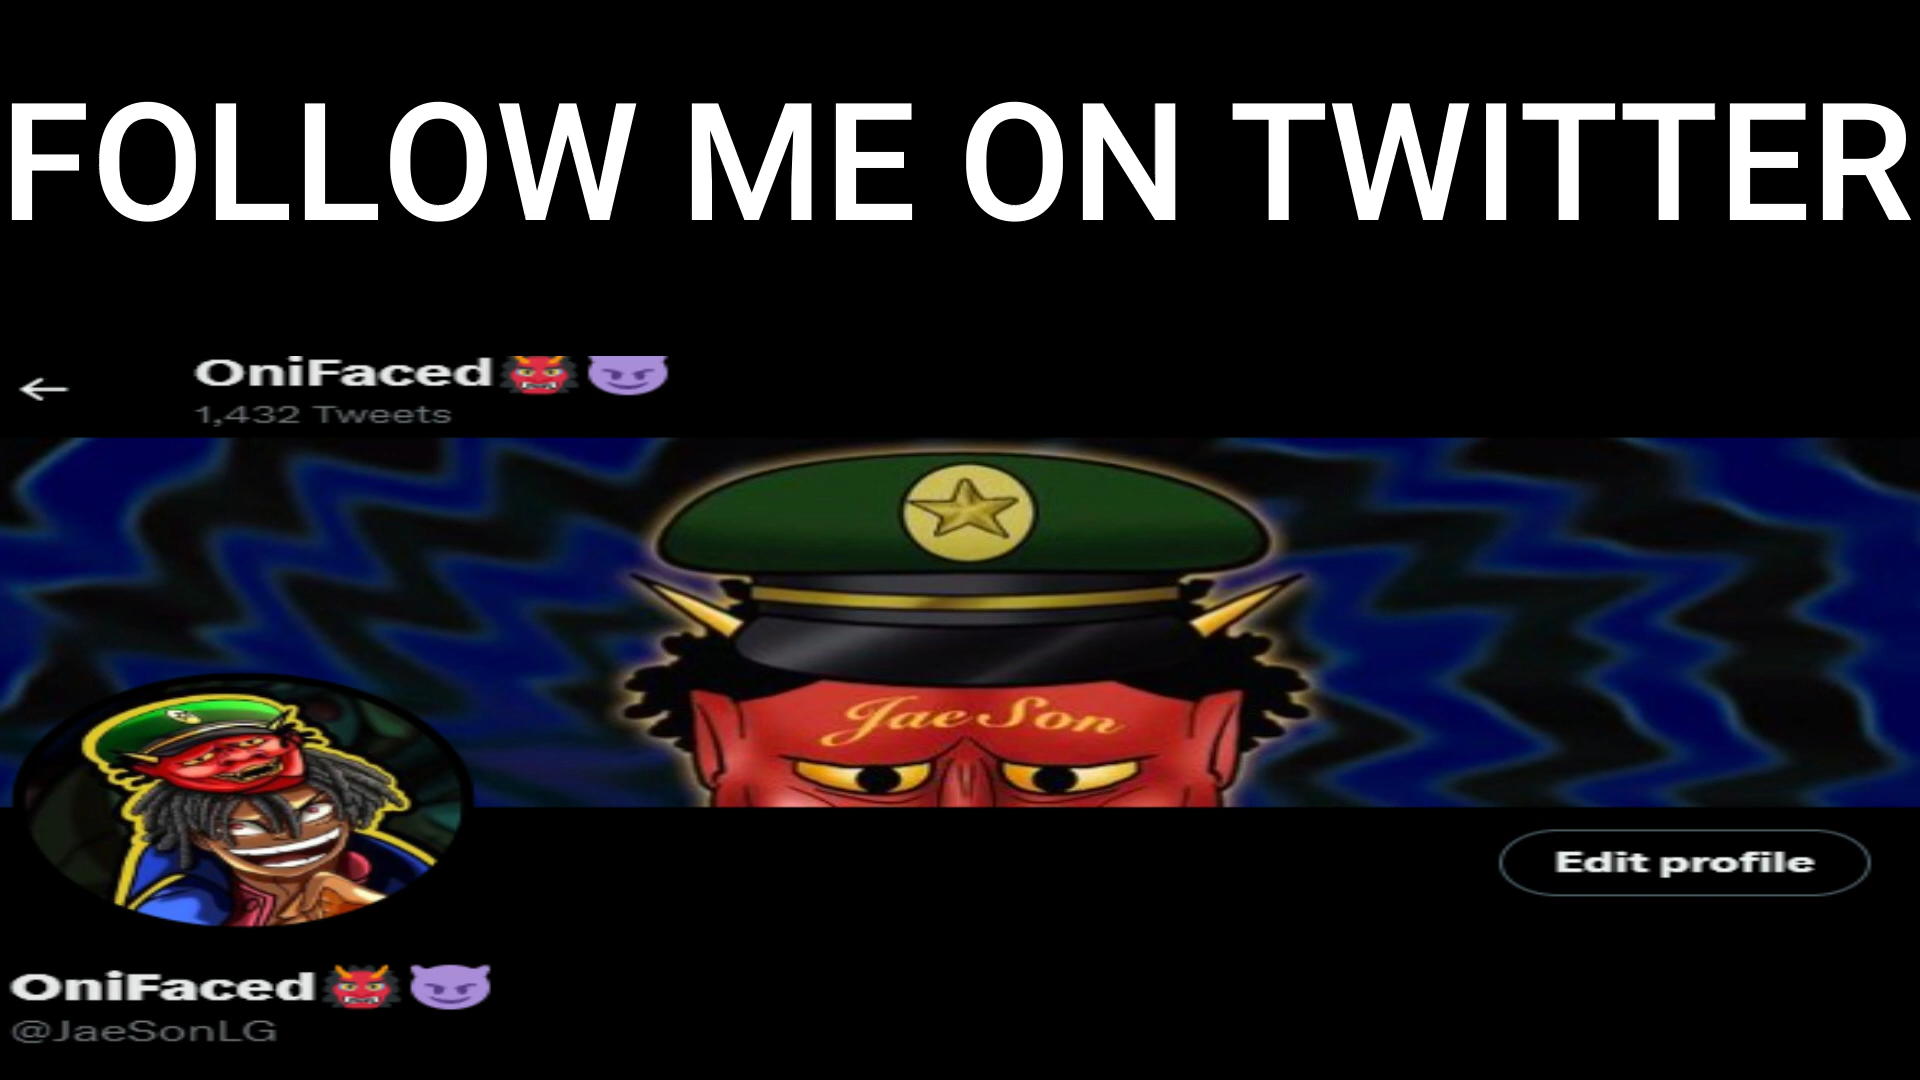 FOLLOW ME ON TWITTER
OniFaced👹😈
1,432 Tweets
Jae Son
Edit profile
OniFaced👹😈
@JaeSonLG